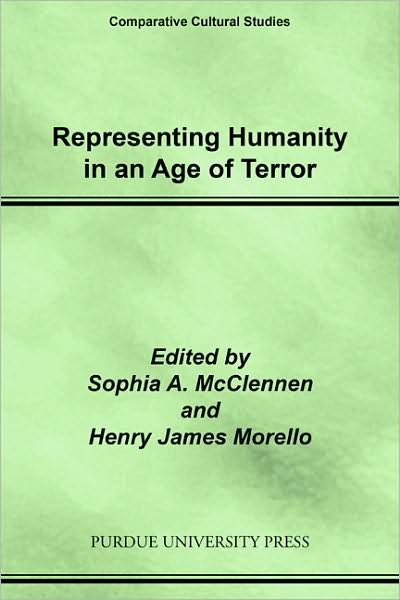 Comparative Cultural Studies
Representing Humanity
in an Age of Terror
Edited by
Sophia A. McClennen
and
Henry James Morello
PURDUE UNIVERSITY PRESS